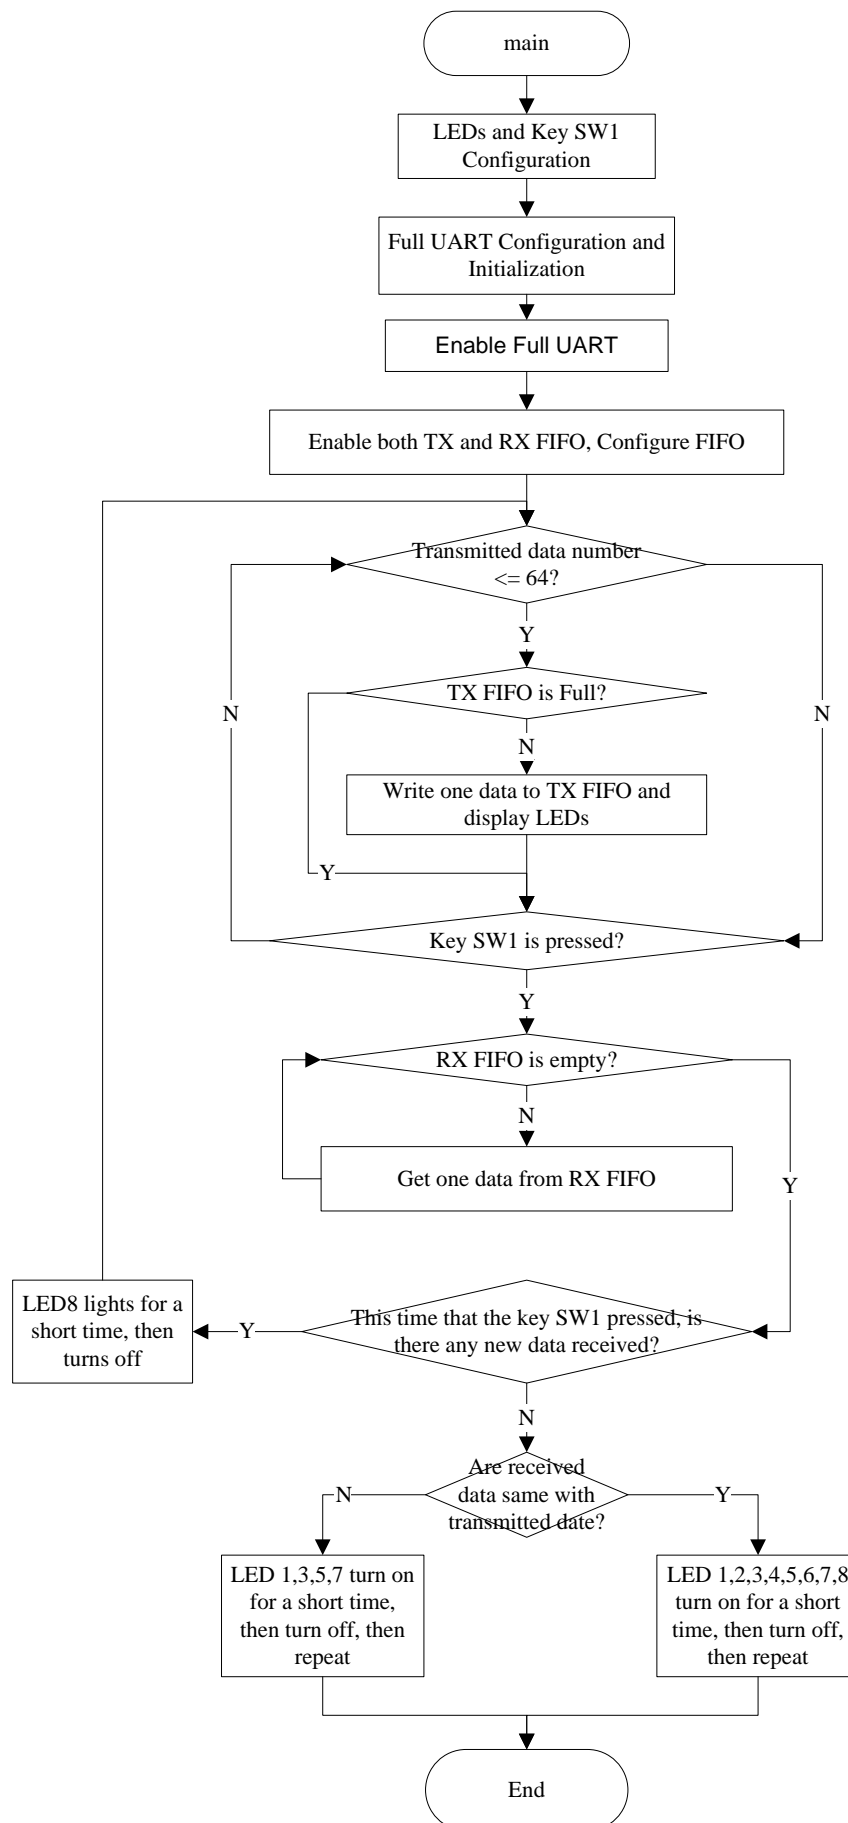 main
LEDs and Key SW1
Configuration
Full UART Configuration and
Initialization
Enable Full UART
Enable both TX and RX FIFO, Configure FIFO
Transmitted data number
<= 64?
Y
TX FIFO is Full?
N
N
N
Write one data to TX FIFO and
display LEDs
Y
Key SW1 is pressed?
Y
RX FIFO is empty?
N
Get one data from RX FIFO
Y
LED8 lights for a
short time, then
turns off
Y
This time that the key SW1 pressed, is
there any new data received?
N
Are received
data same with
transmitted date?
N
Y
LED 1,3,5,7 turn on
for a short time,
then turn off, then
repeat
LED 1,2,3,4,5,6,7,8
turn on for a short
time, then turn off,
then repeat
End